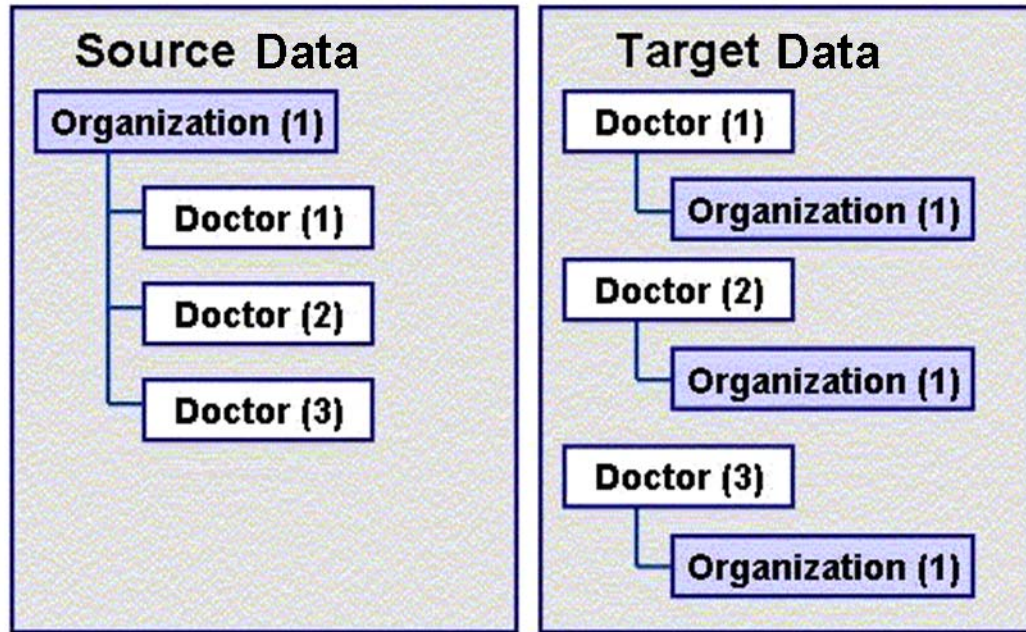 Source Data
Organization (1)
Doctor (1)
Doctor (2)
Doctor (3)
Target Data
Doctor (1)
Organization (1)
Doctor (2)
Organization (1)
Doctor (3)
Organization (1)